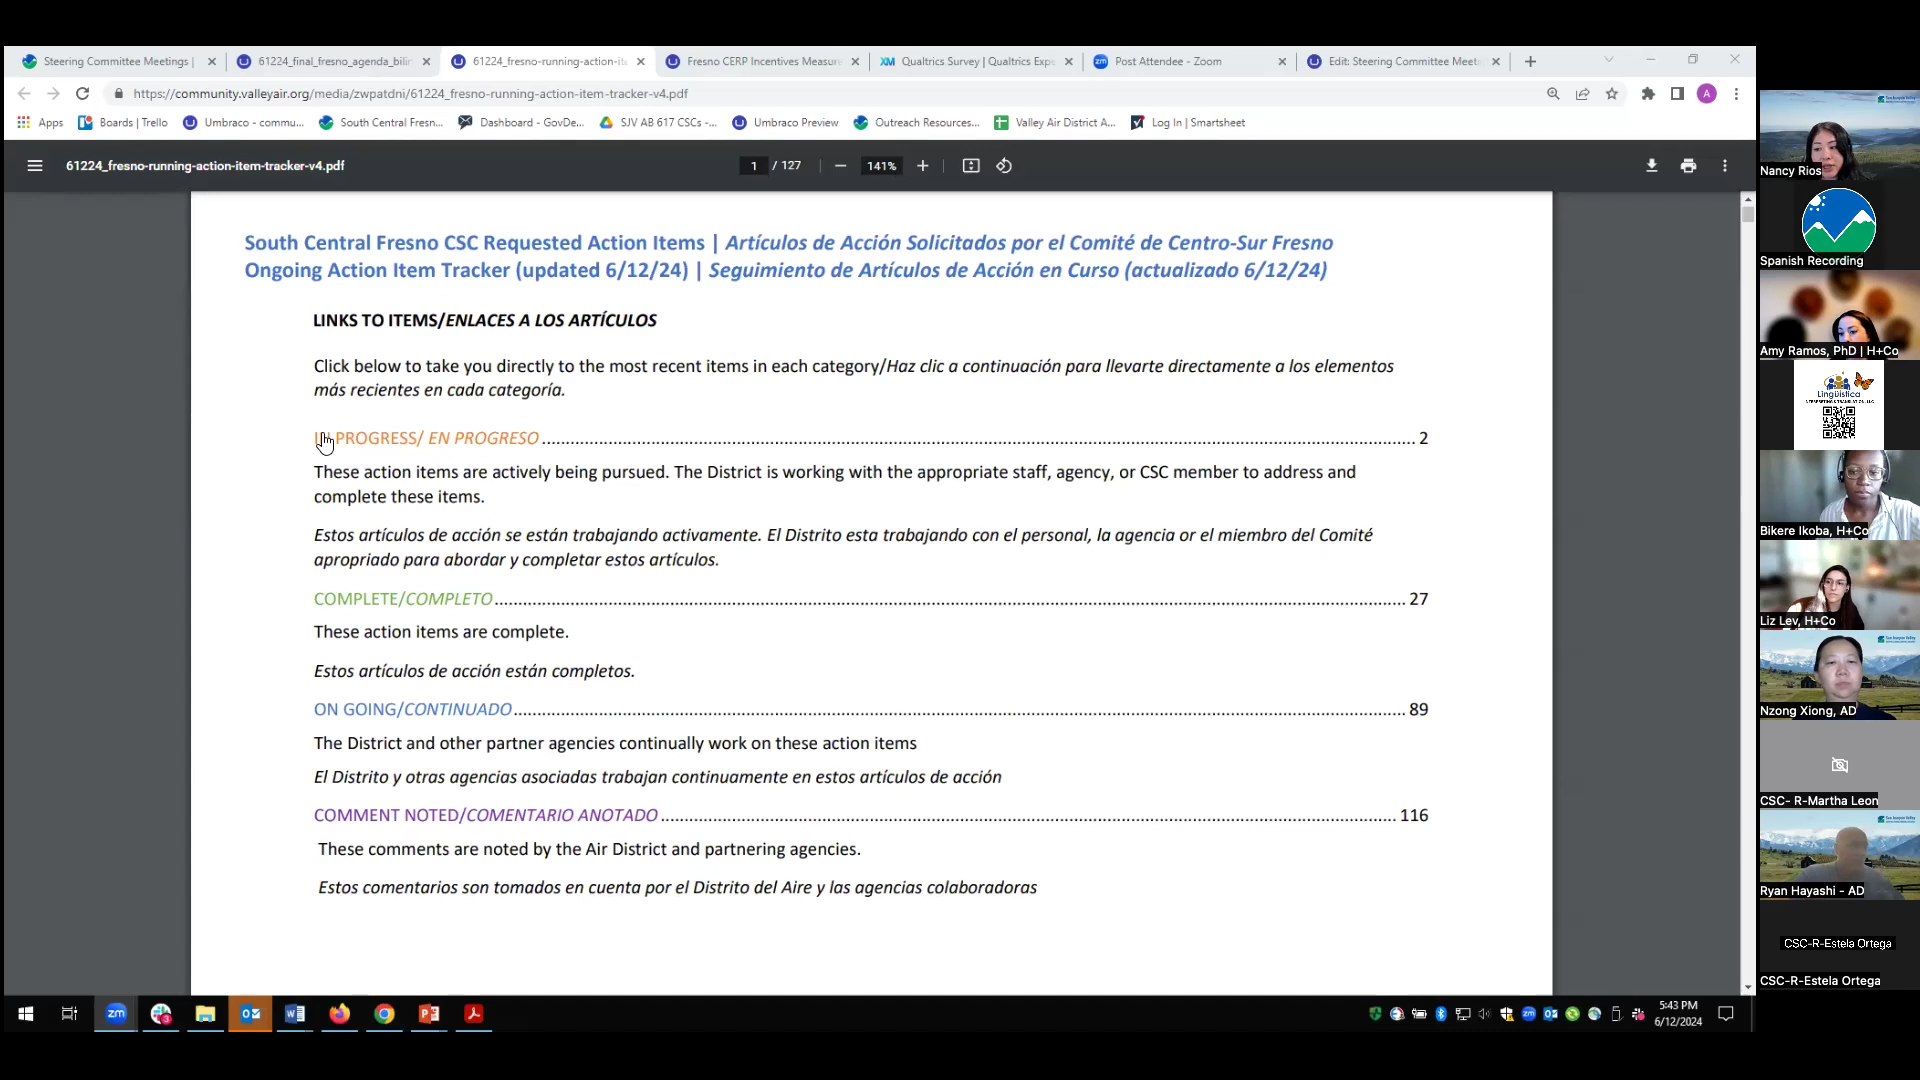 Steering Committee Meetings |
61224_final_fresno_agenda_bilin
61224_fresno-running-action-ite
Fresno CERP Incentives Measure
XM Qualtrics Survey | Qualtrics Expe
zm Post Attendee - Zoom
Edit: Steering Committee Meetin
https://community.valleyair.org/media/zwpatdni/61224_fresno-running-action-item-tracker-v4.pdf
A
Apps
Boards | Trello
Umbraco - commu...
South Central Fresn...
Dashboard - GovDe...
SJV AB 617 CSCs -...
Umbraco Preview
Outreach Resources...
Valley Air District A...
Log In | Smartsheet
61224_fresno-running-action-item-tracker-v4.pdf
1 / 127
141%
South Central Fresno CSC Requested Action Items | Artículos de Acción Solicitados por el Comité de Centro-Sur Fresno
Ongoing Action Item Tracker (updated 6/12/24) | Seguimiento de Artículos de Acción en Curso (actualizado 6/12/24)
LINKS TO ITEMS/ENLACES A LOS ARTÍCULOS
Click below to take you directly to the most recent items in each category/Haz clic a continuación para llevarte directamente a los elementos
más recientes en cada categoría.
IN PROGRESS/ EN PROGRESO 2
These action items are actively being pursued. The District is working with the appropriate staff, agency, or CSC member to address and
complete these items.
Estos artículos de acción se están trabajando activamente. El Distrito esta trabajando con el personal, la agencia or el miembro del Comité
apropriado para abordar y completar estos artículos.
COMPLETE/COMPLETO 27
These action items are complete.
Estos artículos de acción están completos.
ON GOING/CONTINUADO 89
The District and other partner agencies continually work on these action items
El Distrito y otras agencias asociadas trabajan continuamente en estos artículos de acción
COMMENT NOTED/COMENTARIO ANOTADO 116
These comments are noted by the Air District and partnering agencies.
Estos comentarios son tomados en cuenta por el Distrito del Aire y las agencias colaboradoras
Nancy Rios
Spanish Recording
Amy Ramos, PhD | H+Co
Lingüistica
Bikere Ikoba, H+Co
Liz Lev, H+Co
Nzong Xiong, AD
CSC- R-Martha Leon
Ryan Hayashi - AD
CSC-R-Estela Ortega
CSC-R-Estela Ortega
zm
5:43 PM
6/12/2024